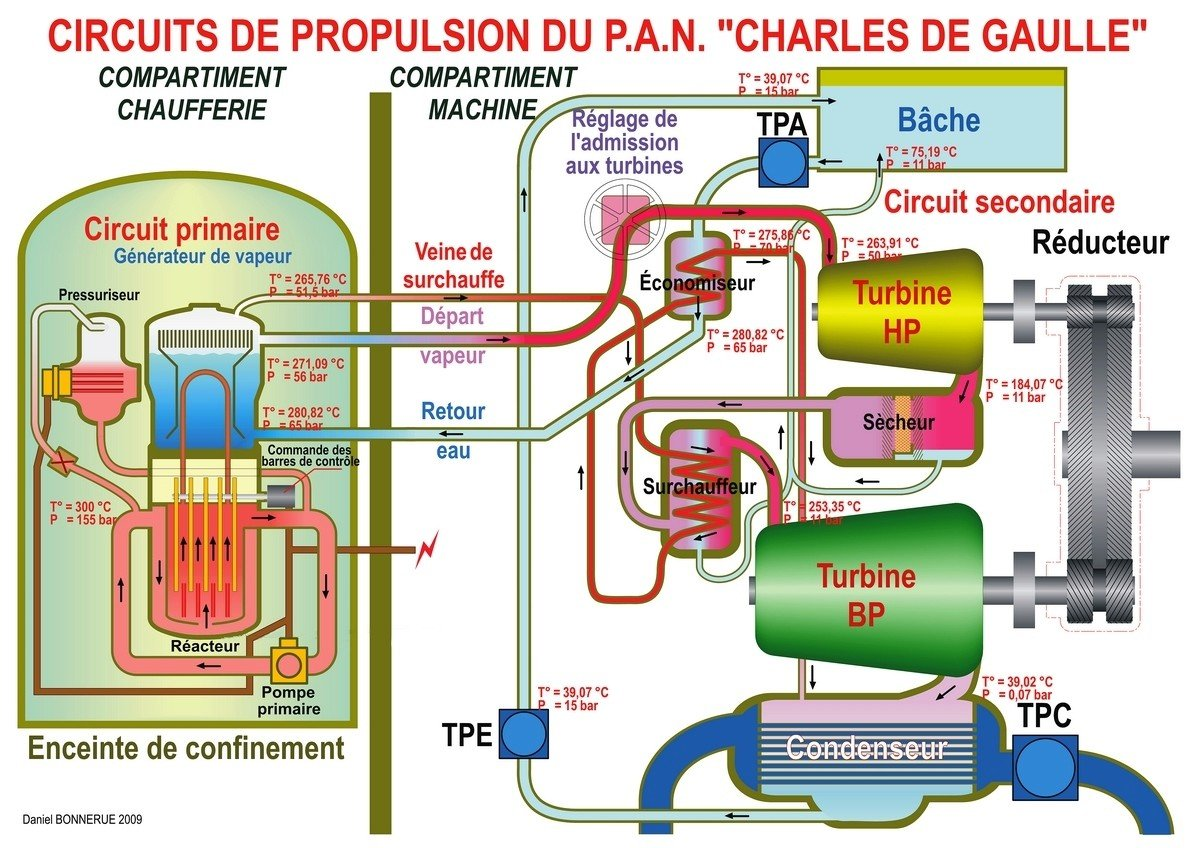 CIRCUITS DE PROPULSION DU P.A.N. "CHARLES DE GAULLE"
COMPARTIMENT
CHAUFFERIE
COMPARTIMENT
MACHINE
T° = 39,07 °C
P = 15 bar
Réglage de
l'admission
aux turbines
TPA
Bâche
T° = 75,19 °C
P = 11 bar
Circuit secondaire
Réducteur
Circuit primaire
Générateur de vapeur
Pressuriseur
T° = 265,76 °C
P = 51,5 bar
Veine de
surchauffe
Départ
vapeur
T° = 275,86 °C
P = 70 bar
Économiseur
T° = 263,91 °C
P = 50 bar
Turbine
HP
T° = 280,82 °C
P = 65 bar
T° = 271,09 °C
P = 56 bar
T° = 184,07 °C
P = 11 bar
T° = 280,82 °C
P = 65 bar
Retour
eau
Sècheur
Commande des
barres de contrôle
Surchauffeur
T° = 300 °C
P = 155 bar
T° = 253,35 °C
P = 11 bar
Turbine
BP
Réacteur
Pompe
primaire
T° = 39,07 °C
P = 15 bar
T° = 39,02 °C
P = 0,07 bar
TPE
TPC
Condenseur
Enceinte de confinement
Daniel BONNERUE 2009